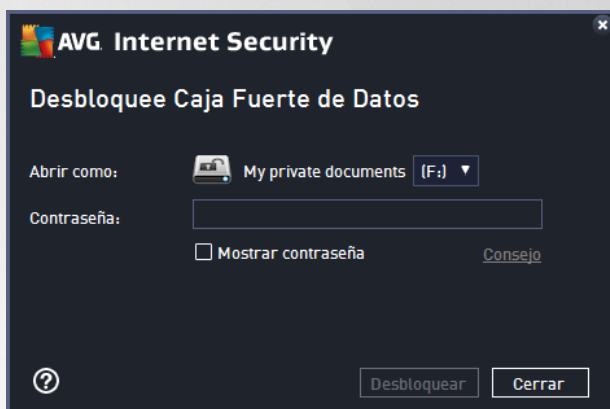 AVG Internet Security
Desbloquee Caja Fuerte de Datos
Abrir como: My private documents (F:)
Contraseña:
Mostrar contraseña Consejo
Desbloquear Cerrar